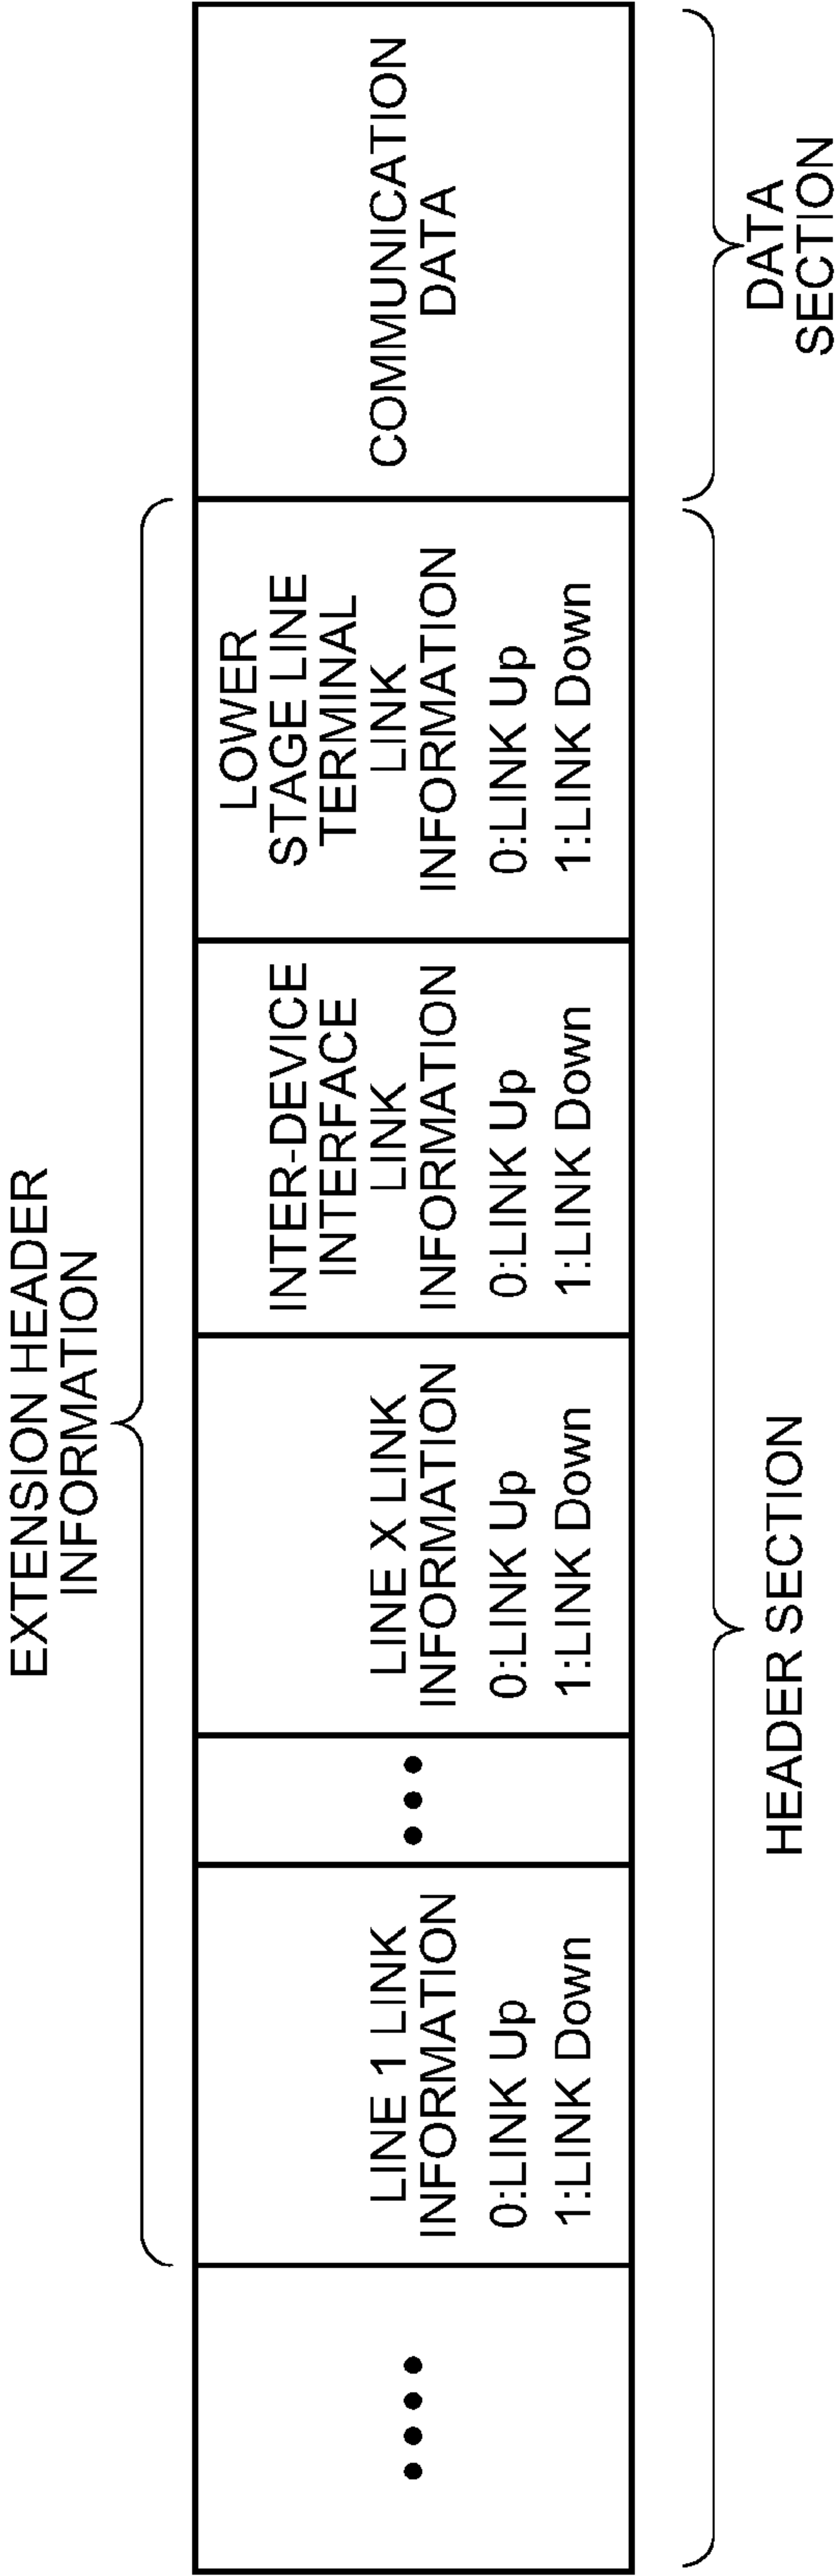 EXTENSION HEADER
INFORMATION
••••
LINE 1 LINK
INFORMATION
0:LINK Up
1:LINK Down
•••
LINE X LINK
INFORMATION
0:LINK Up
1:LINK Down
INTER-DEVICE
INTERFACE
LINK
INFORMATION
0:LINK Up
1:LINK Down
LOWER
STAGE LINE
TERMINAL
LINK
INFORMATION
0:LINK Up
1:LINK Down
COMMUNICATION
DATA
HEADER SECTION
DATA
SECTION